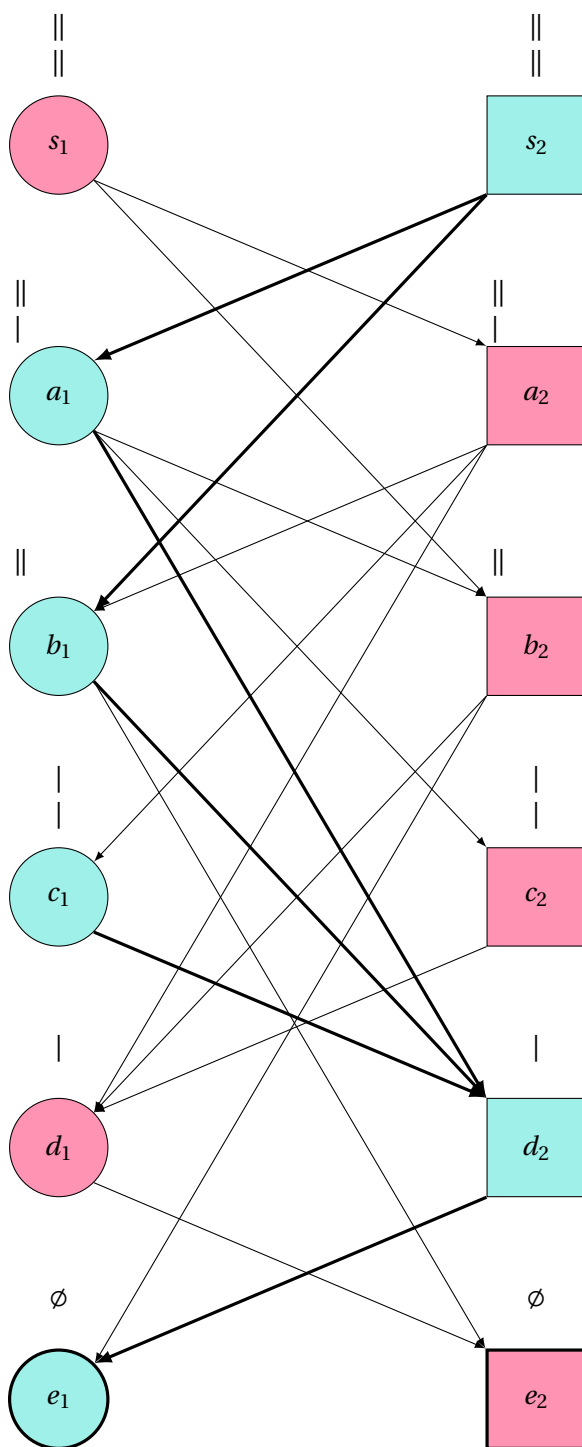 || ||
|| ||
s1 s2
|| ||
| |
a1 a2
|| ||
b1 b2
| |
| |
c1 c2
| |
d1 d2
∅ ∅
e1 e2